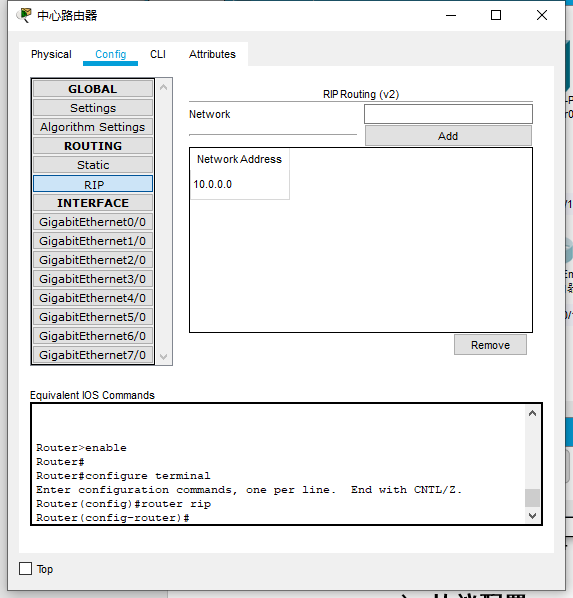 中心路由器
Physical Config CLI Attributes
GLOBAL
Settings
Algorithm Settings
ROUTING
Static
RIP
INTERFACE
GigabitEthernet0/0
GigabitEthernet1/0
GigabitEthernet2/0
GigabitEthernet3/0
GigabitEthernet4/0
GigabitEthernet5/0
GigabitEthernet6/0
GigabitEthernet7/0
RIP Routing (v2)
Network
Add
Network Address
10.0.0.0
Remove
Equivalent IOS Commands
Router>enable
Router#
Router#configure terminal
Enter configuration commands, one per line.  End with CNTL/Z.
Router(config)#router rip
Router(config-router)#
Top